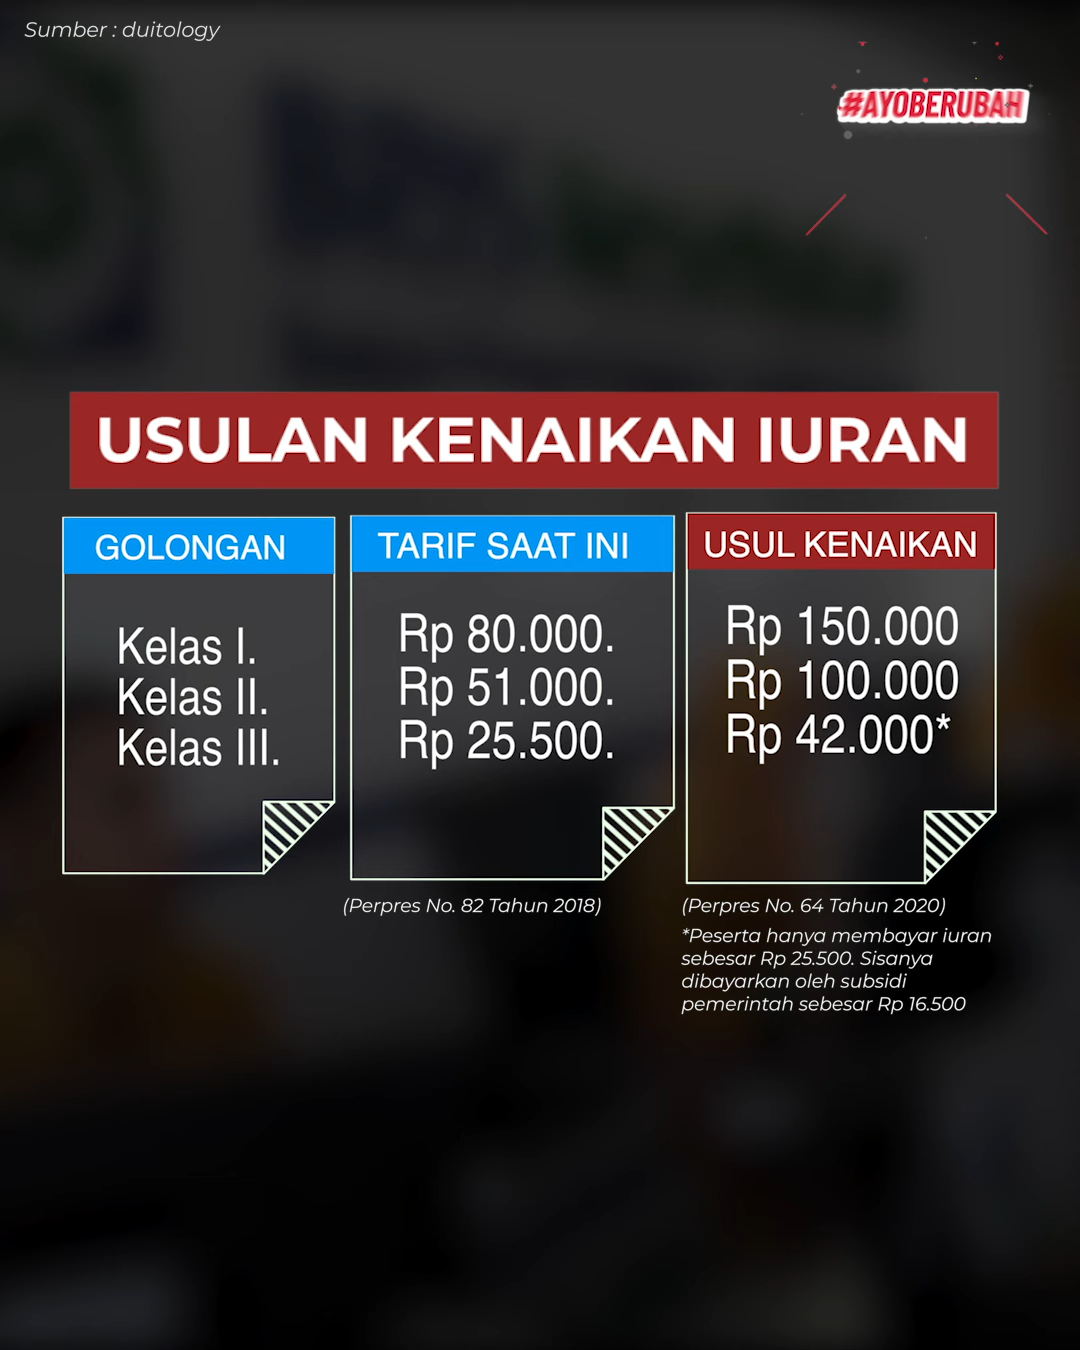 Sumber : duitology
#AYOBERUBAH
USULAN KENAIKAN IURAN
GOLONGAN
Kelas I.
Kelas II.
Kelas III.
TARIF SAAT INI
Rp 80.000.
Rp 51.000.
Rp 25.500.
(Perpres No. 82 Tahun 2018)
USUL KENAIKAN
Rp 150.000
Rp 100.000
Rp 42.000*
(Perpres No. 64 Tahun 2020)
*Peserta hanya membayar iuran
sebesar Rp 25.500. Sisanya
dibayarkan oleh subsidi
pemerintah sebesar Rp 16.500